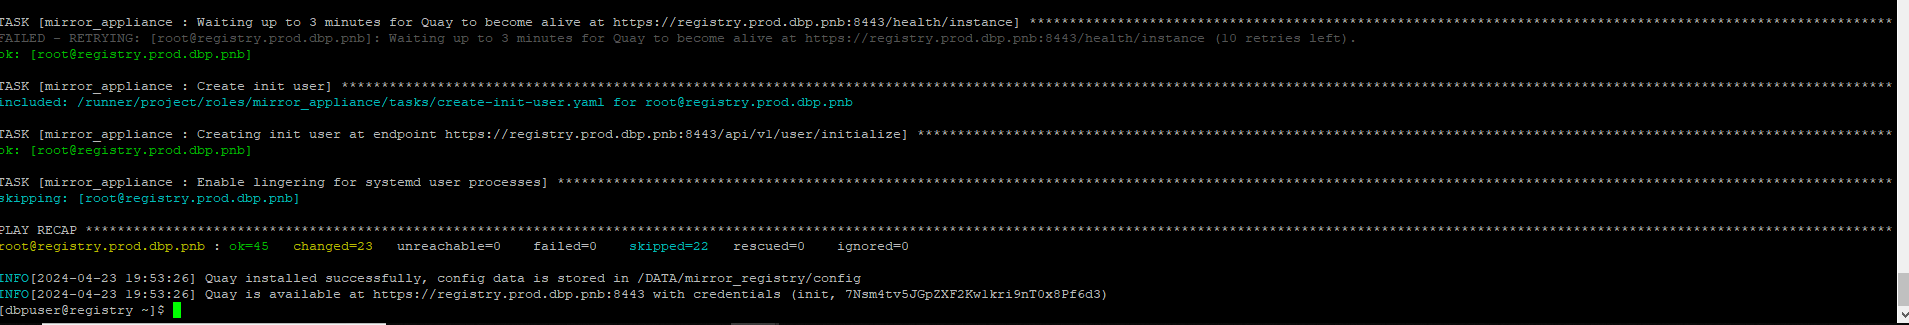 TASK [mirror_appliance : Waiting up to 3 minutes for Quay to become alive at https://registry.prod.dbp.pnb:8443/health/instance] ************************************************************************************************************
FAILED - RETRYING: [root@registry.prod.dbp.pnb]: Waiting up to 3 minutes for Quay to become alive at https://registry.prod.dbp.pnb:8443/health/instance (10 retries left).
ok: [root@registry.prod.dbp.pnb]
TASK [mirror_appliance : Create init user] **************************************************************************************************************************************************************************************************
included: /runner/project/roles/mirror_appliance/tasks/create-init-user.yaml for root@registry.prod.dbp.pnb
TASK [mirror_appliance : Creating init user at endpoint https://registry.prod.dbp.pnb:8443/api/v1/user/initialize] **************************************************************************************************************************
ok: [root@registry.prod.dbp.pnb]
TASK [mirror_appliance : Enable lingering for systemd user processes] ***********************************************************************************************************************************************************************
skipping: [root@registry.prod.dbp.pnb]
PLAY RECAP **********************************************************************************************************************************************************************************************************************************
root@registry.prod.dbp.pnb : ok=45   changed=23   unreachable=0    failed=0    skipped=22   rescued=0    ignored=0
INFO[2024-04-23 19:53:26] Quay installed successfully, config data is stored in /DATA/mirror_registry/config
INFO[2024-04-23 19:53:26] Quay is available at https://registry.prod.dbp.pnb:8443 with credentials (init, 7Nsm4tv5JGpZXF2Kw1kri9nT0x8Pf6d3)
[dbpuser@registry ~]$